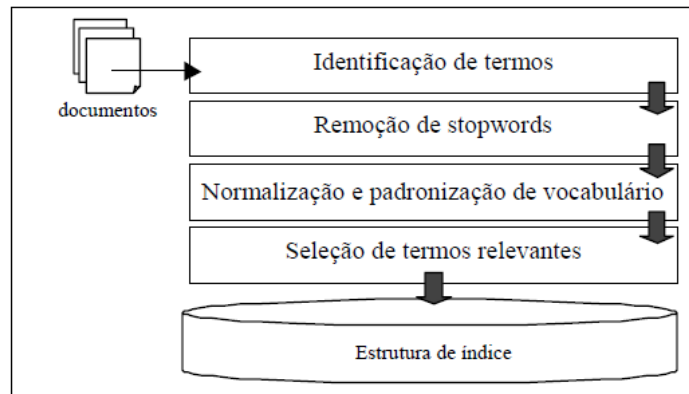 Identificação de termos
documentos
Remoção de stopwords
Normalização e padronização de vocabulário
Seleção de termos relevantes
Estrutura de índice